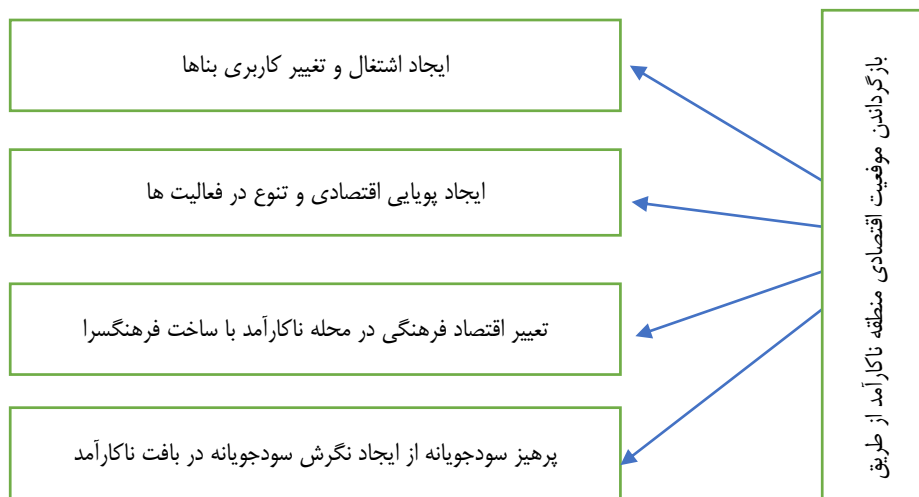 بازگرداندن موقعیت اقتصادی منطقه ناکارآمد از طریق
ایجاد اشتغال و تغییر کاربری بناها
ایجاد پویایی اقتصادی و تنوع در فعالیت ها
تعییر اقتصاد فرهنگی در محله ناکارآمد با ساخت فرهنگسرا
پرهیز سودجویانه از ایجاد نگرش سودجویانه در بافت ناکارآمد